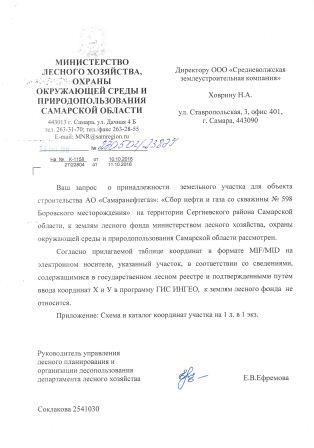 МИНИСТЕРСТВО
ЛЕСНОГО ХОЗЯЙСТВА,
ОХРАНЫ
ОКРУЖАЮЩЕЙ СРЕДЫ И
ПРИРОДОПОЛЬЗОВАНИЯ
САМАРСКОЙ ОБЛАСТИ
443013 г. Самара, ул. Дачная 4 Б
тел. 263-31-70; тел./факс 263-28-55
E-mail: MNR@samregion.ru
№
На № К-1158 от 10.10.2016
27/22804 от 11.10.2016
Директору ООО «Средневолжская
землеустроительная компания»
Ховрину Н.А.
ул. Ставропольская, 3, офис 401,
г. Самара, 443090
Ваш запрос о принадлежности земельного участка для объекта
строительства АО «Самаранефтегаз»: «Сбор нефти и газа со скважины № 598
Боровского месторождения» на территории Сергиевского района Самарской
области, к землям лесного фонда министерством лесного хозяйства, охраны
окружающей среды и природопользования Самарской области рассмотрен.
Согласно прилагаемой таблице координат в формате MIF/MID на
электронном носителе, указанный участок, в соответствии со сведениями,
содержащимися в государственном лесном реестре и подтвержденными путем
ввода координат X и У в программу ГИС ИНГЕО, к землям лесного фонда не
относится.
Приложение: Схема и каталог координат участка на 1 л. в 1 экз.
Руководитель управления
лесного планирования и
организации лесопользования
департамента лесного хозяйства
Е.В.Ефремова
Соклакова 2541030